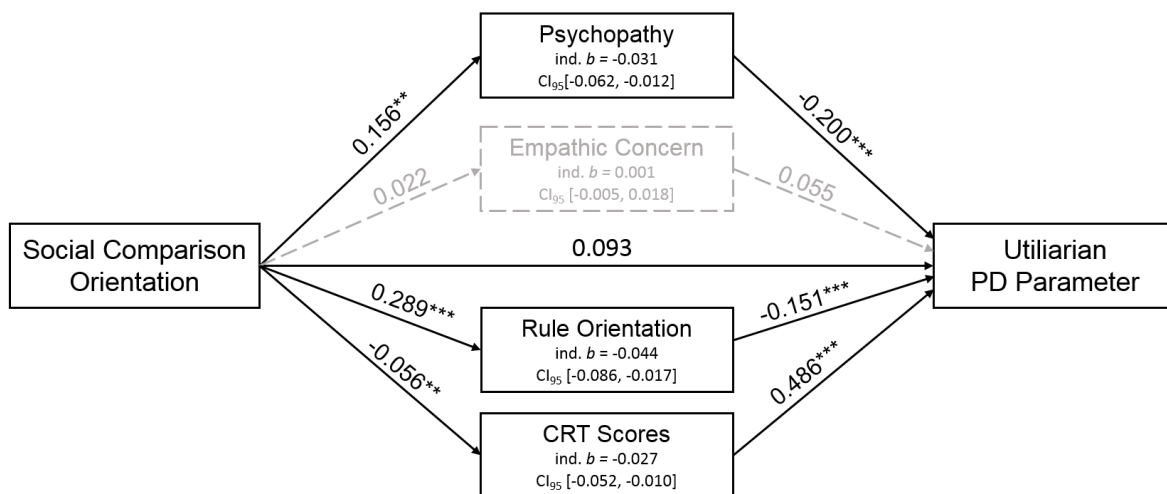 Psychopathy
ind. b = -0.031
CI₉₅[-0.062, -0.012]
0.156**
-0.200***
Empathic Concern
ind. b = 0.001
CI₉₅ [-0.005, 0.018]
0.022
0.055
Social Comparison
Orientation
0.093
Utiliarian
PD Parameter
0.289***
-0.151***
Rule Orientation
ind. b = -0.044
CI₉₅ [-0.086, -0.017]
-0.056**
0.486***
CRT Scores
ind. b = -0.027
CI₉₅ [-0.052, -0.010]